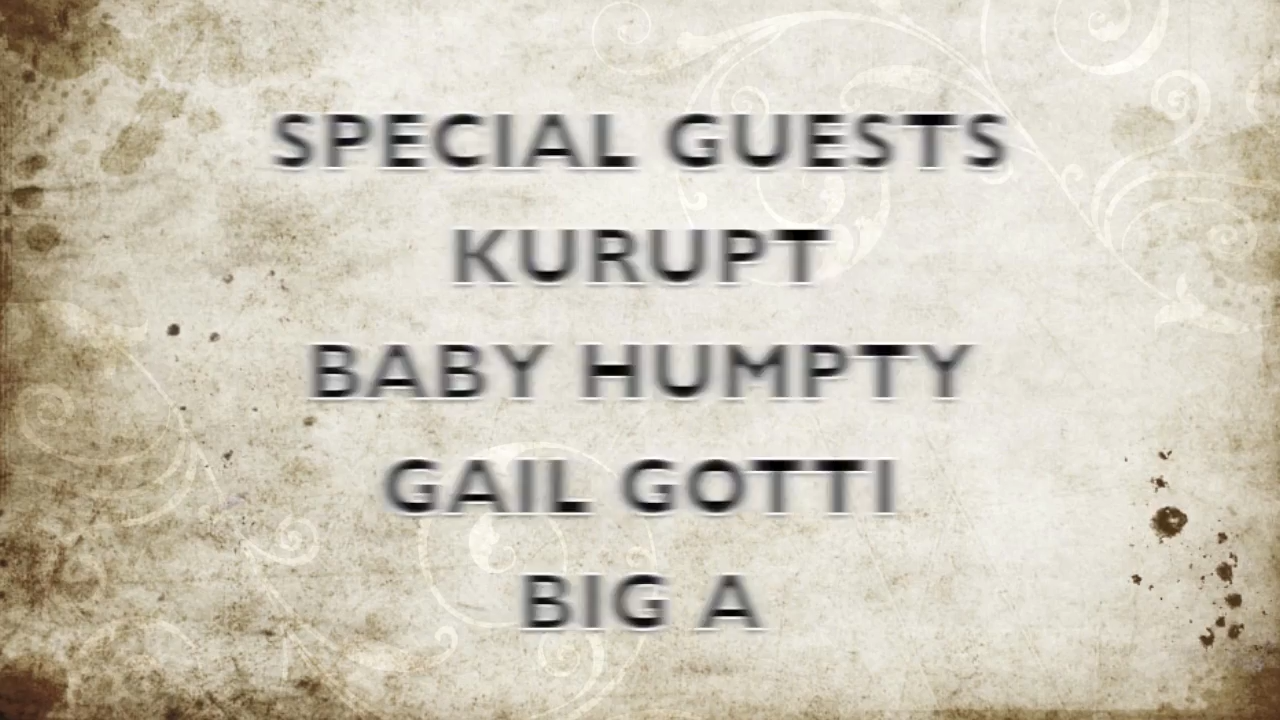 SPECIAL GUESTS
KURUPT
BABY HUMPTY
GAIL GOTTI
BIG A